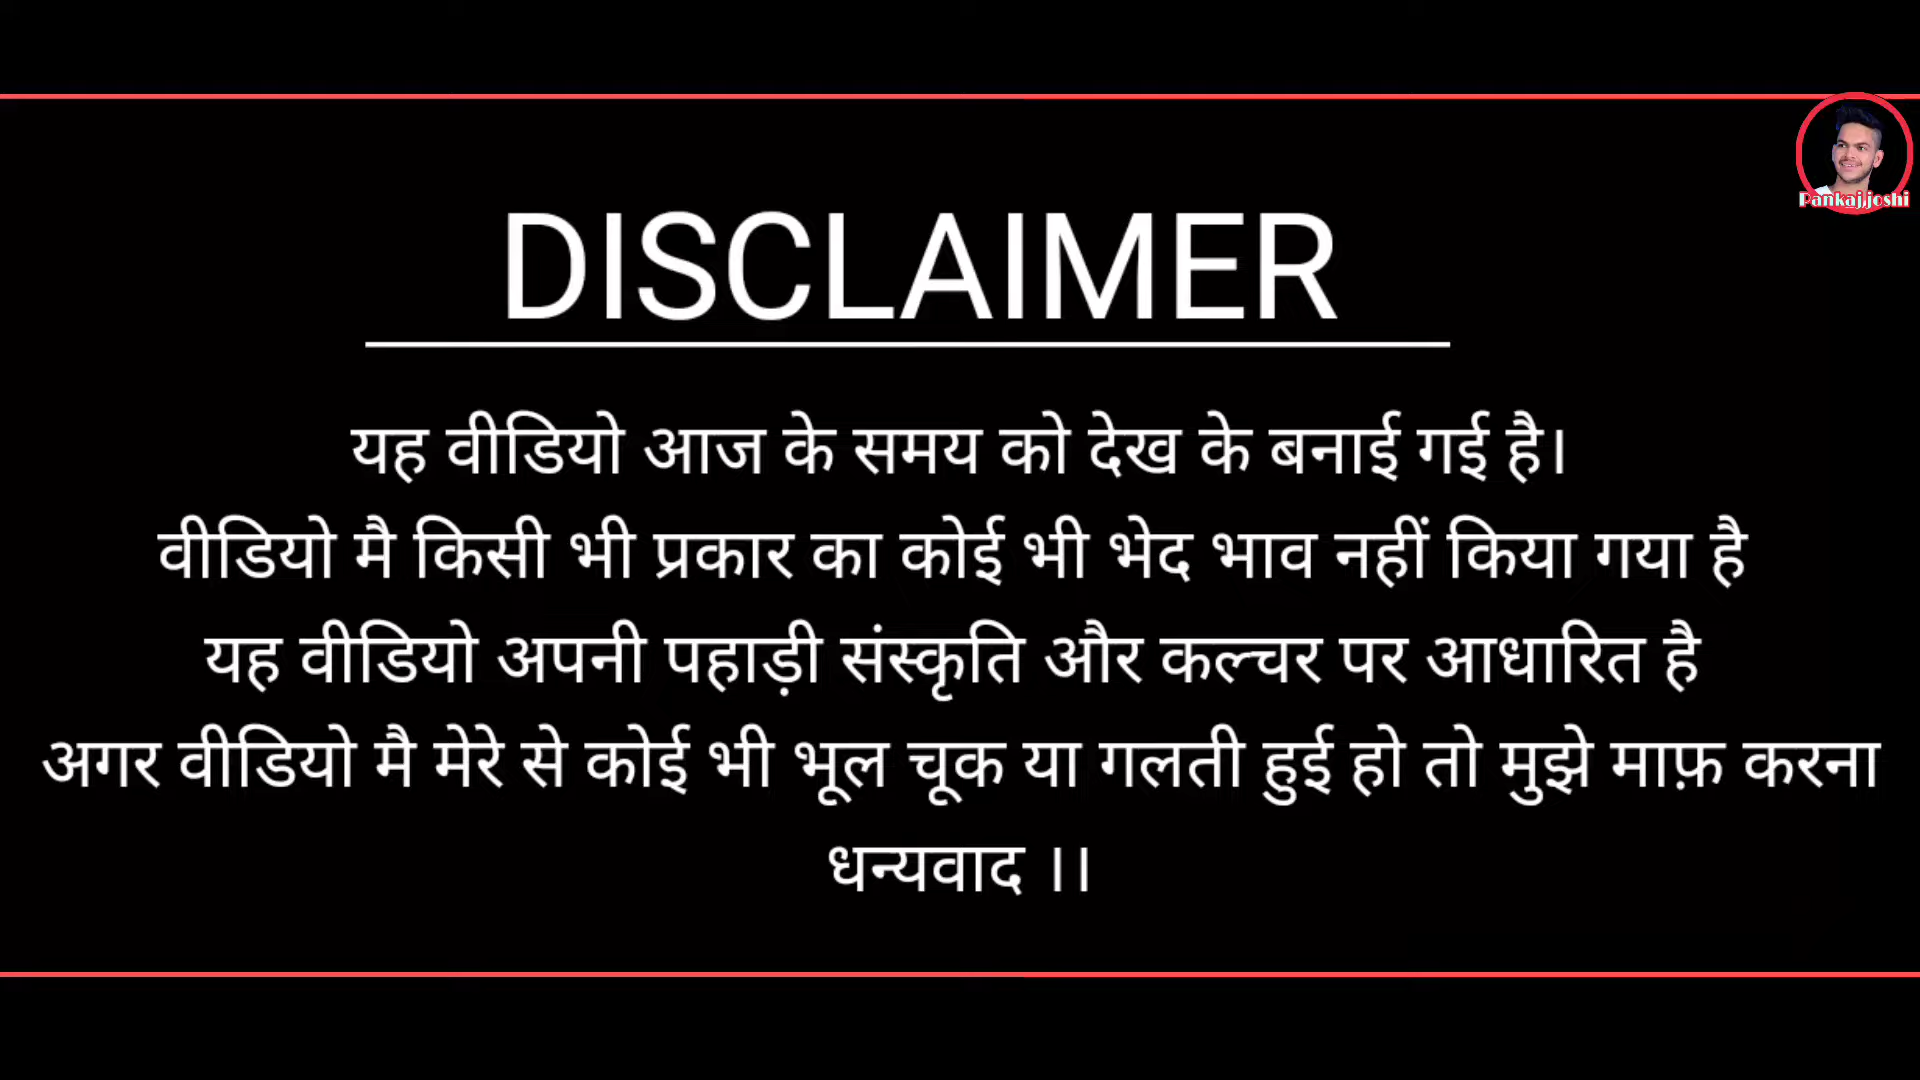 Pankaj.joshi
DISCLAIMER
यह वीडियो आज के समय को देख के बनाई गई है।
वीडियो मै किसी भी प्रकार का कोई भी भेद भाव नहीं किया गया है
यह वीडियो अपनी पहाड़ी संस्कृति और कल्चर पर आधारित है
अगर वीडियो मै मेरे से कोई भी भूल चूक या गलती हुई हो तो मुझे माफ़ करना
धन्यवाद ।।